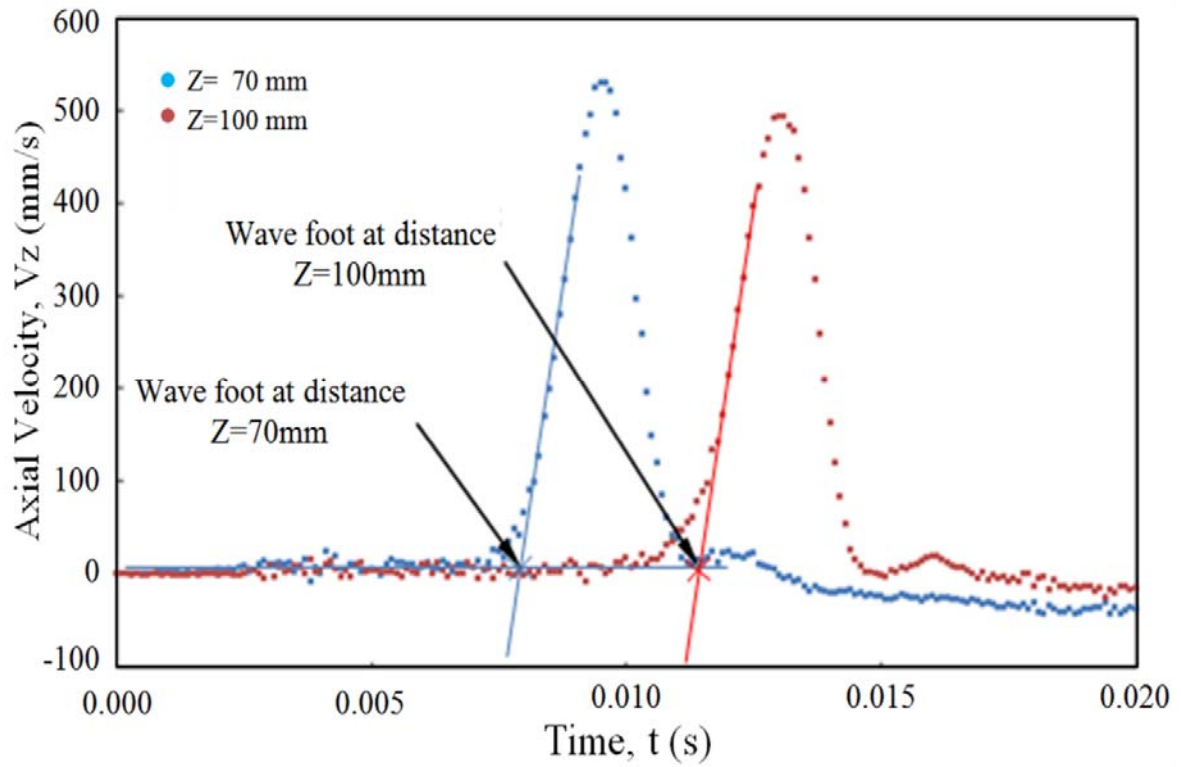 600
500
400
300
200
100
0
-100
Axial Velocity, Vz (mm/s)
Z= 70 mm
Z=100 mm
Wave foot at distance
Z=100mm
Wave foot at distance
Z=70mm
0.000
0.005
0.010
0.015
0.020
Time, t (s)